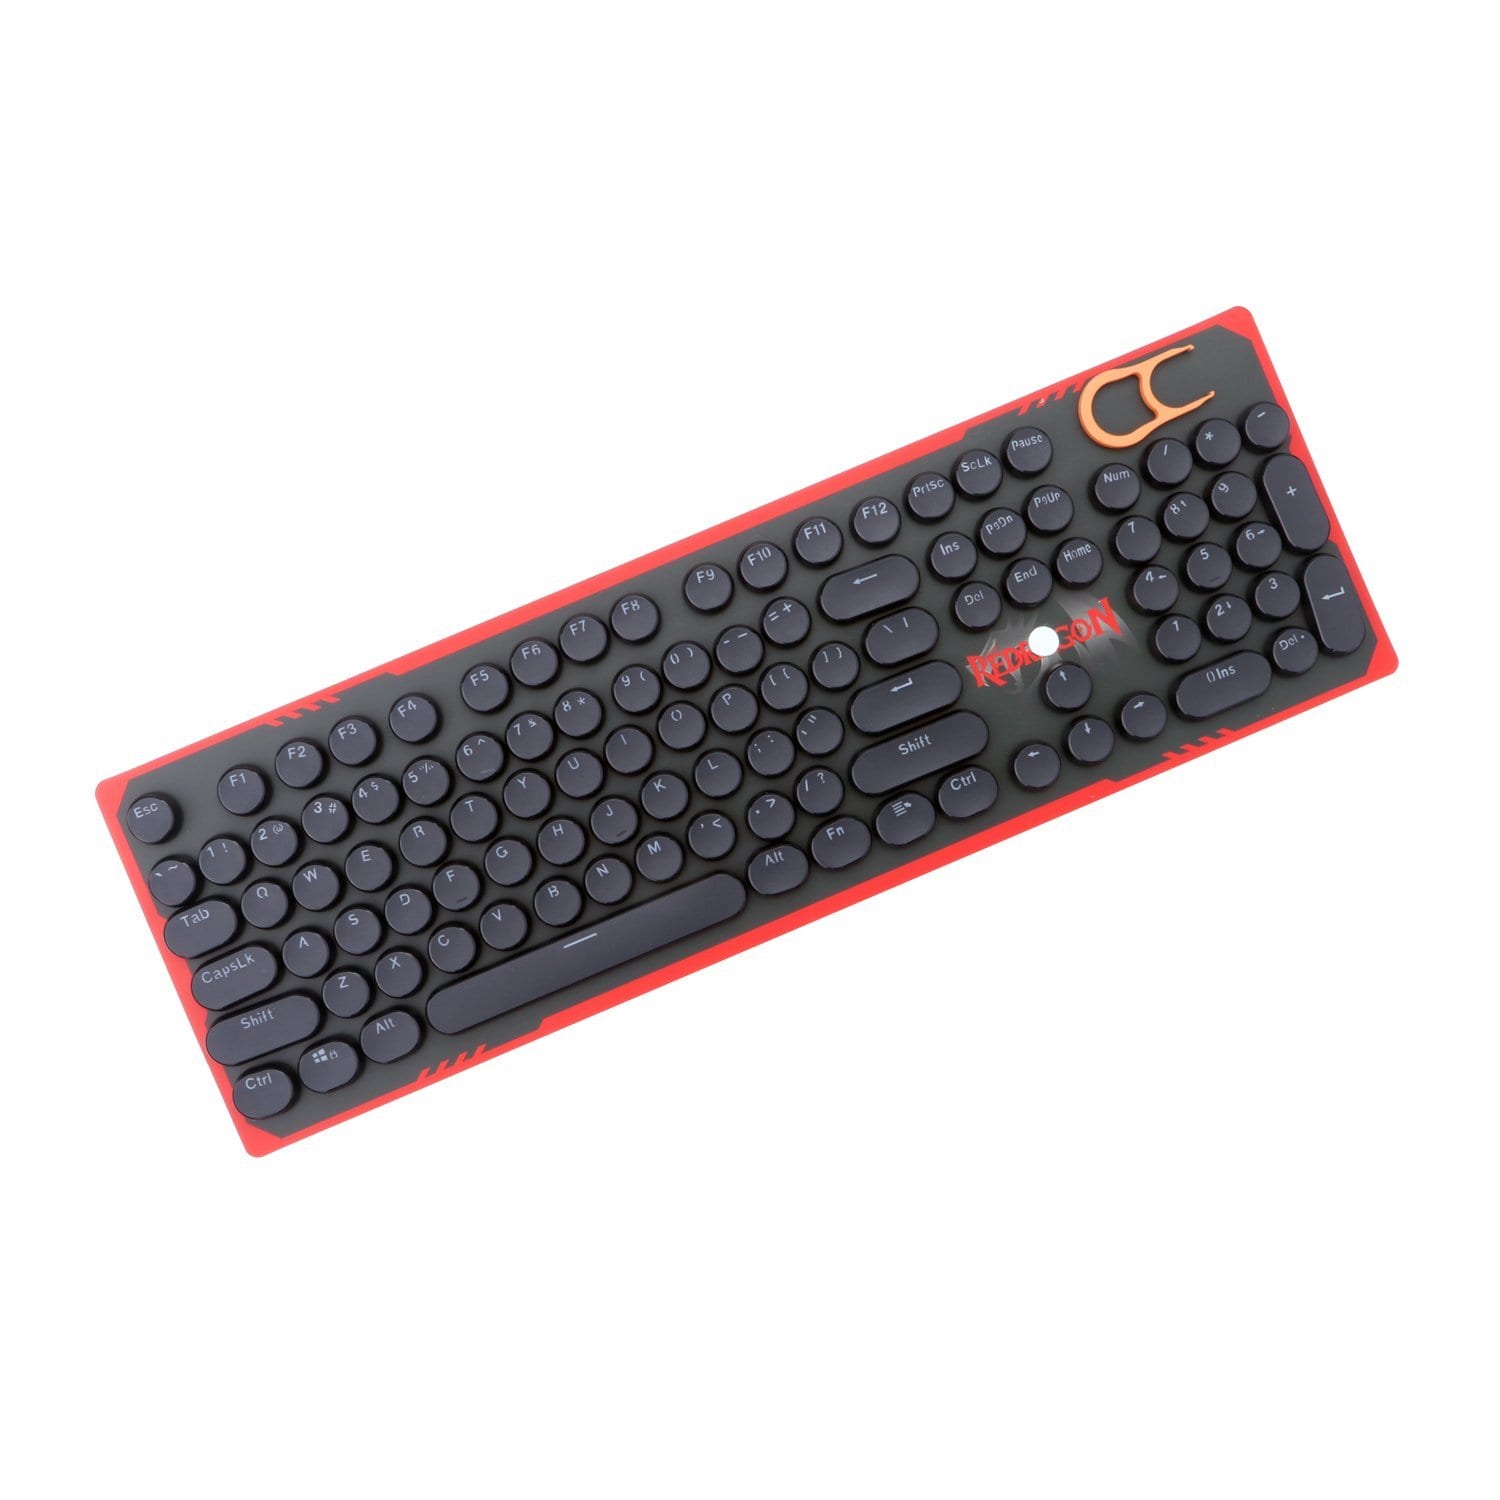 Esc F1 F2 F3 F4 F5 F6 F7 F8 F9 F10 F11 F12 PrtSc ScLk Pause
` ~ 1 ! 2 @ 3 # 4 $ 5 % 6 ^ 7 & 8 * 9 ( 0 ) - _ = + ← Ins PgDn PgUp Num / * -
Tab Q W E R T Y U I O P [ { ] } \ | Del End Home 7 8↑ 9 +
CapsLk A S D F G H J K L ; : ' " ↵ 4← 5 6→
REDRAGON
Shift Z X C V B N M , < . > / ? Shift ↑ 1 2↓ 3 ↵
Ctrl Alt Alt Fn Ctrl ← ↓ → 0 Ins Del .